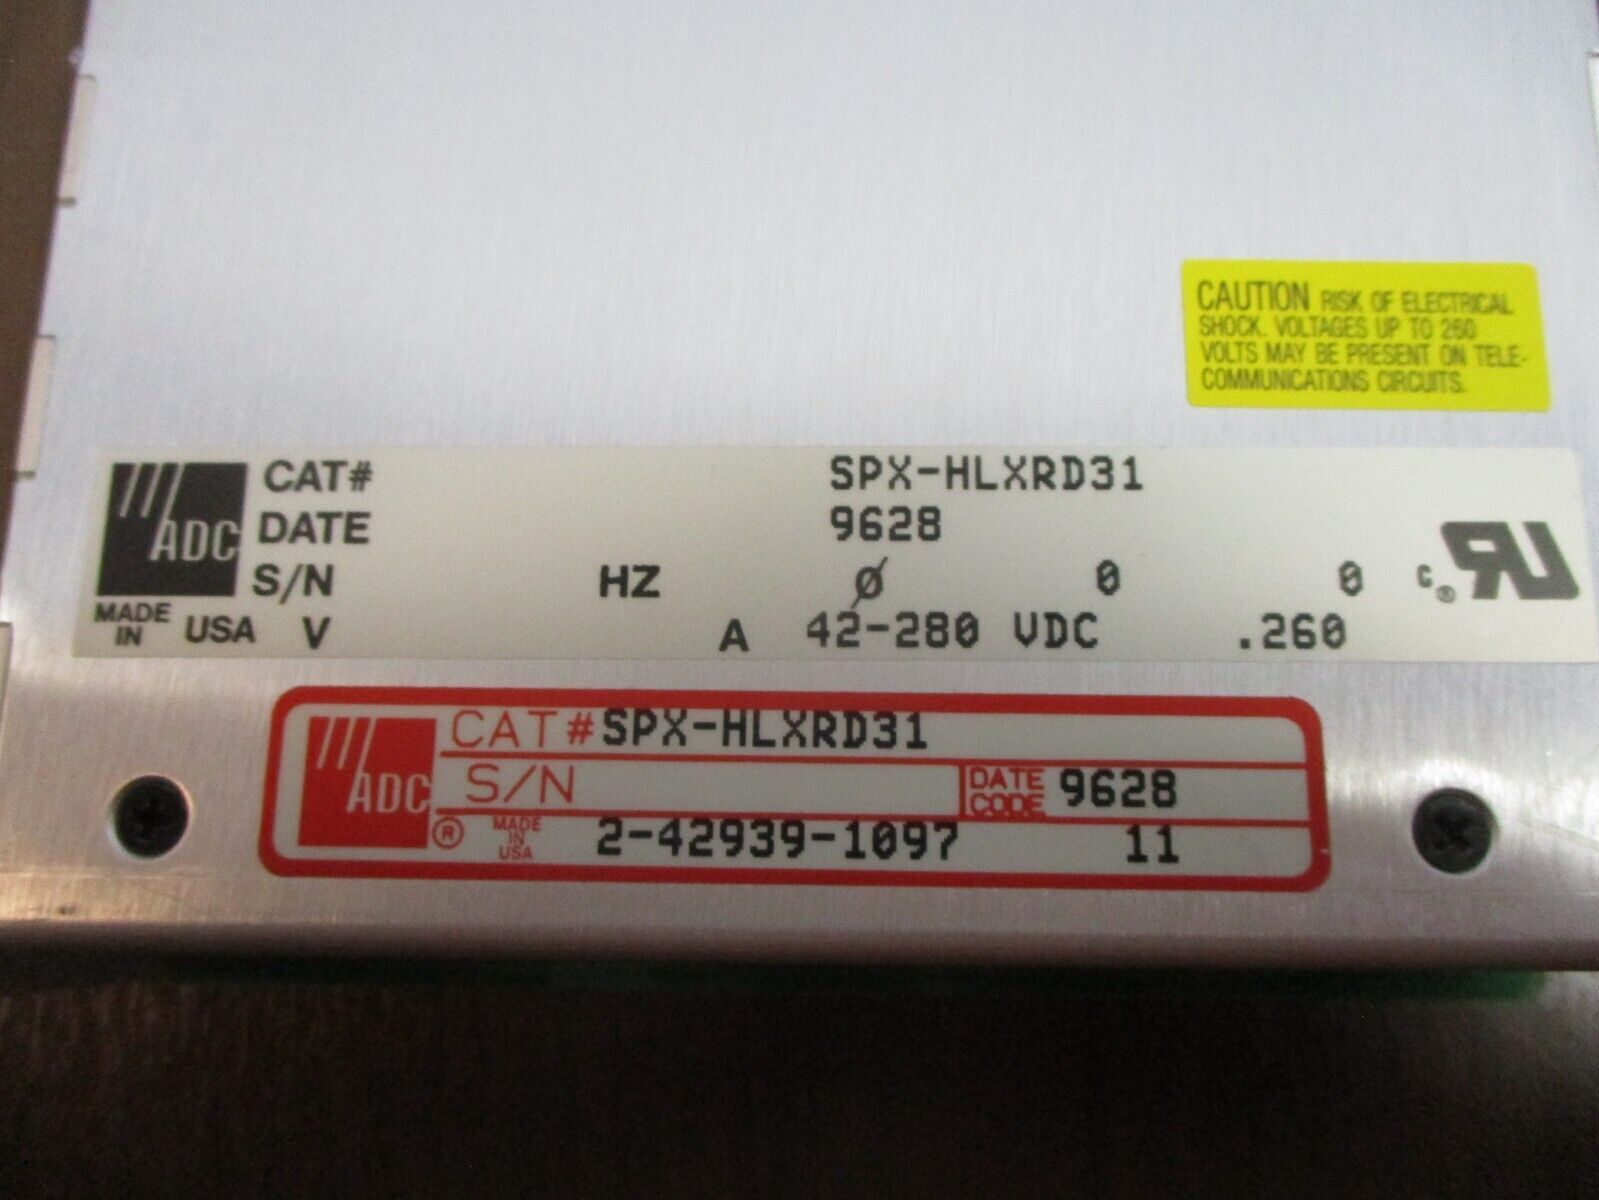 CAUTION RISK OF ELECTRICAL
SHOCK. VOLTAGES UP TO 260
VOLTS MAY BE PRESENT ON TELE-
COMMUNICATIONS CIRCUITS.
ADC CAT# SPX-HLXRD31
DATE 9628
S/N HZ ø 0 0 c RU ®
MADE IN USA V A 42-280 VDC .260
ADC ® CAT# SPX-HLXRD31
S/N DATE CODE 9628
MADE IN USA 2-42939-1097 11